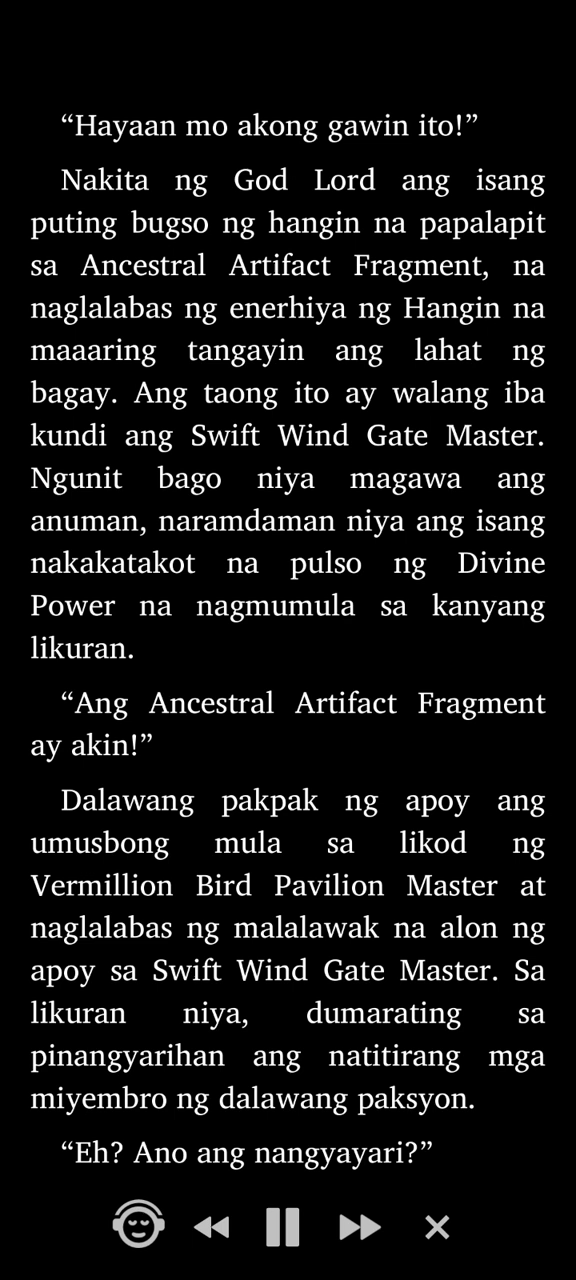 “Hayaan mo akong gawin ito!”
Nakita ng God Lord ang isang
puting bugso ng hangin na papalapit
sa Ancestral Artifact Fragment, na
naglalabas ng enerhiya ng Hangin na
maaaring tangayin ang lahat ng
bagay. Ang taong ito ay walang iba
kundi ang Swift Wind Gate Master.
Ngunit bago niya magawa ang
anuman, naramdaman niya ang isang
nakakatakot na pulso ng Divine
Power na nagmumula sa kanyang
likuran.
“Ang Ancestral Artifact Fragment
ay akin!”
Dalawang pakpak ng apoy ang
umusbong mula sa likod ng
Vermillion Bird Pavilion Master at
naglalabas ng malalawak na alon ng
apoy sa Swift Wind Gate Master. Sa
likuran niya, dumarating sa
pinangyarihan ang natitirang mga
miyembro ng dalawang paksyon.
“Eh? Ano ang nangyayari?”